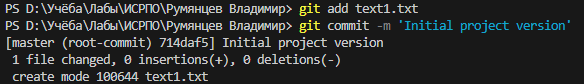 PS D:\Учёба\Лабы\ИСРПО\Румянцев Владимир> git add text1.txt
PS D:\Учёба\Лабы\ИСРПО\Румянцев Владимир> git commit -m 'Initial project version'
[master (root-commit) 714daf5] Initial project version
 1 file changed, 0 insertions(+), 0 deletions(-)
 create mode 100644 text1.txt